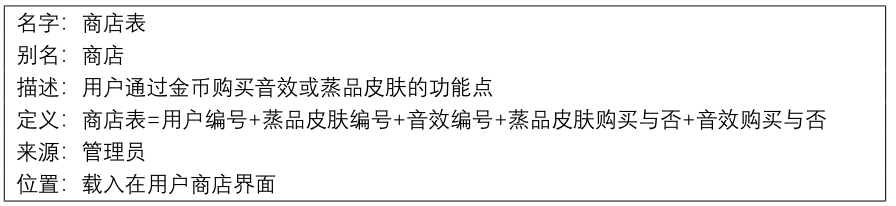 名字：商店表
别名：商店
描述：用户通过金币购买音效或蒸品皮肤的功能点
定义：商店表=用户编号+蒸品皮肤编号+音效编号+蒸品皮肤购买与否+音效购买与否
来源：管理员
位置：载入在用户商店界面